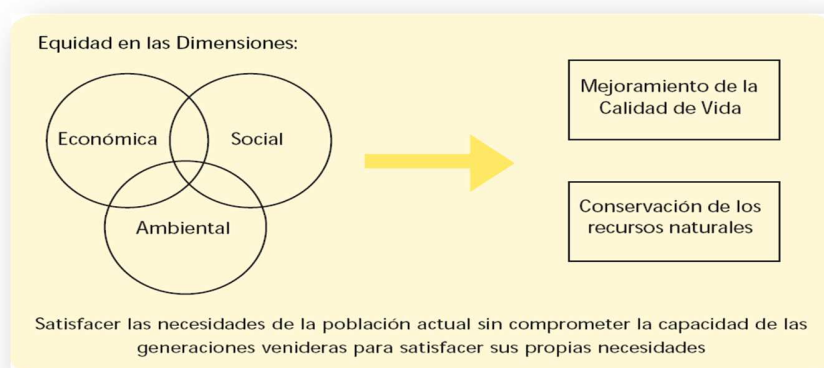 Equidad en las Dimensiones:
Económica
Social
Ambiental
Mejoramiento de la
Calidad de Vida
Conservación de los
recursos naturales
Satisfacer las necesidades de la población actual sin comprometer la capacidad de las
generaciones venideras para satisfacer sus propias necesidades